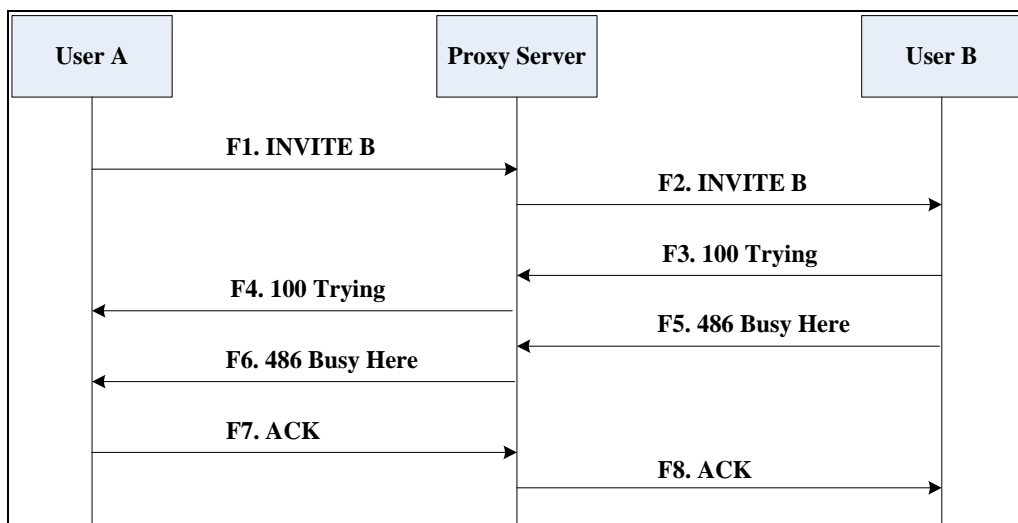 User A
Proxy Server
User B
F1. INVITE B
F2. INVITE B
F3. 100 Trying
F4. 100 Trying
F5. 486 Busy Here
F6. 486 Busy Here
F7. ACK
F8. ACK